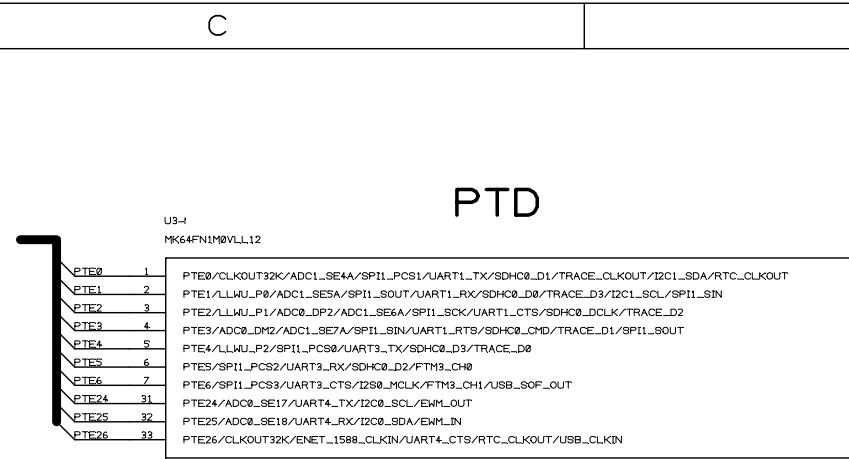 C
PTD
U3-
MK64FN1M0VLL12
PTE0 1 PTE0/CLKOUT32K/ADC1_SE4A/SPI1_PCS1/UART1_TX/SDHC0_D1/TRACE_CLKOUT/I2C1_SDA/RTC_CLKOUT
PTE1 2 PTE1/LLWU_P0/ADC1_SE5A/SPI1_SOUT/UART1_RX/SDHC0_D0/TRACE_D3/I2C1_SCL/SPI1_SIN
PTE2 3 PTE2/LLWU_P1/ADC0_DP2/ADC1_SE6A/SPI1_SCK/UART1_CTS/SDHC0_DCLK/TRACE_D2
PTE3 4 PTE3/ADC0_DM2/ADC1_SE7A/SPI1_SIN/UART1_RTS/SDHC0_CMD/TRACE_D1/SPI1_SOUT
PTE4 5 PTE4/LLWU_P2/SPI1_PCS0/UART3_TX/SDHC0_D3/TRACE_D0
PTE5 6 PTE5/SPI1_PCS2/UART3_RX/SDHC0_D2/FTM3_CH0
PTE6 7 PTE6/SPI1_PCS3/UART3_CTS/I2S0_MCLK/FTM3_CH1/USB_SOF_OUT
PTE24 31 PTE24/ADC0_SE17/UART4_TX/I2C0_SCL/EWM_OUT
PTE25 32 PTE25/ADC0_SE18/UART4_RX/I2C0_SDA/EWM_IN
PTE26 33 PTE26/CLKOUT32K/ENET_1588_CLKIN/UART4_CTS/RTC_CLKOUT/USB_CLKIN